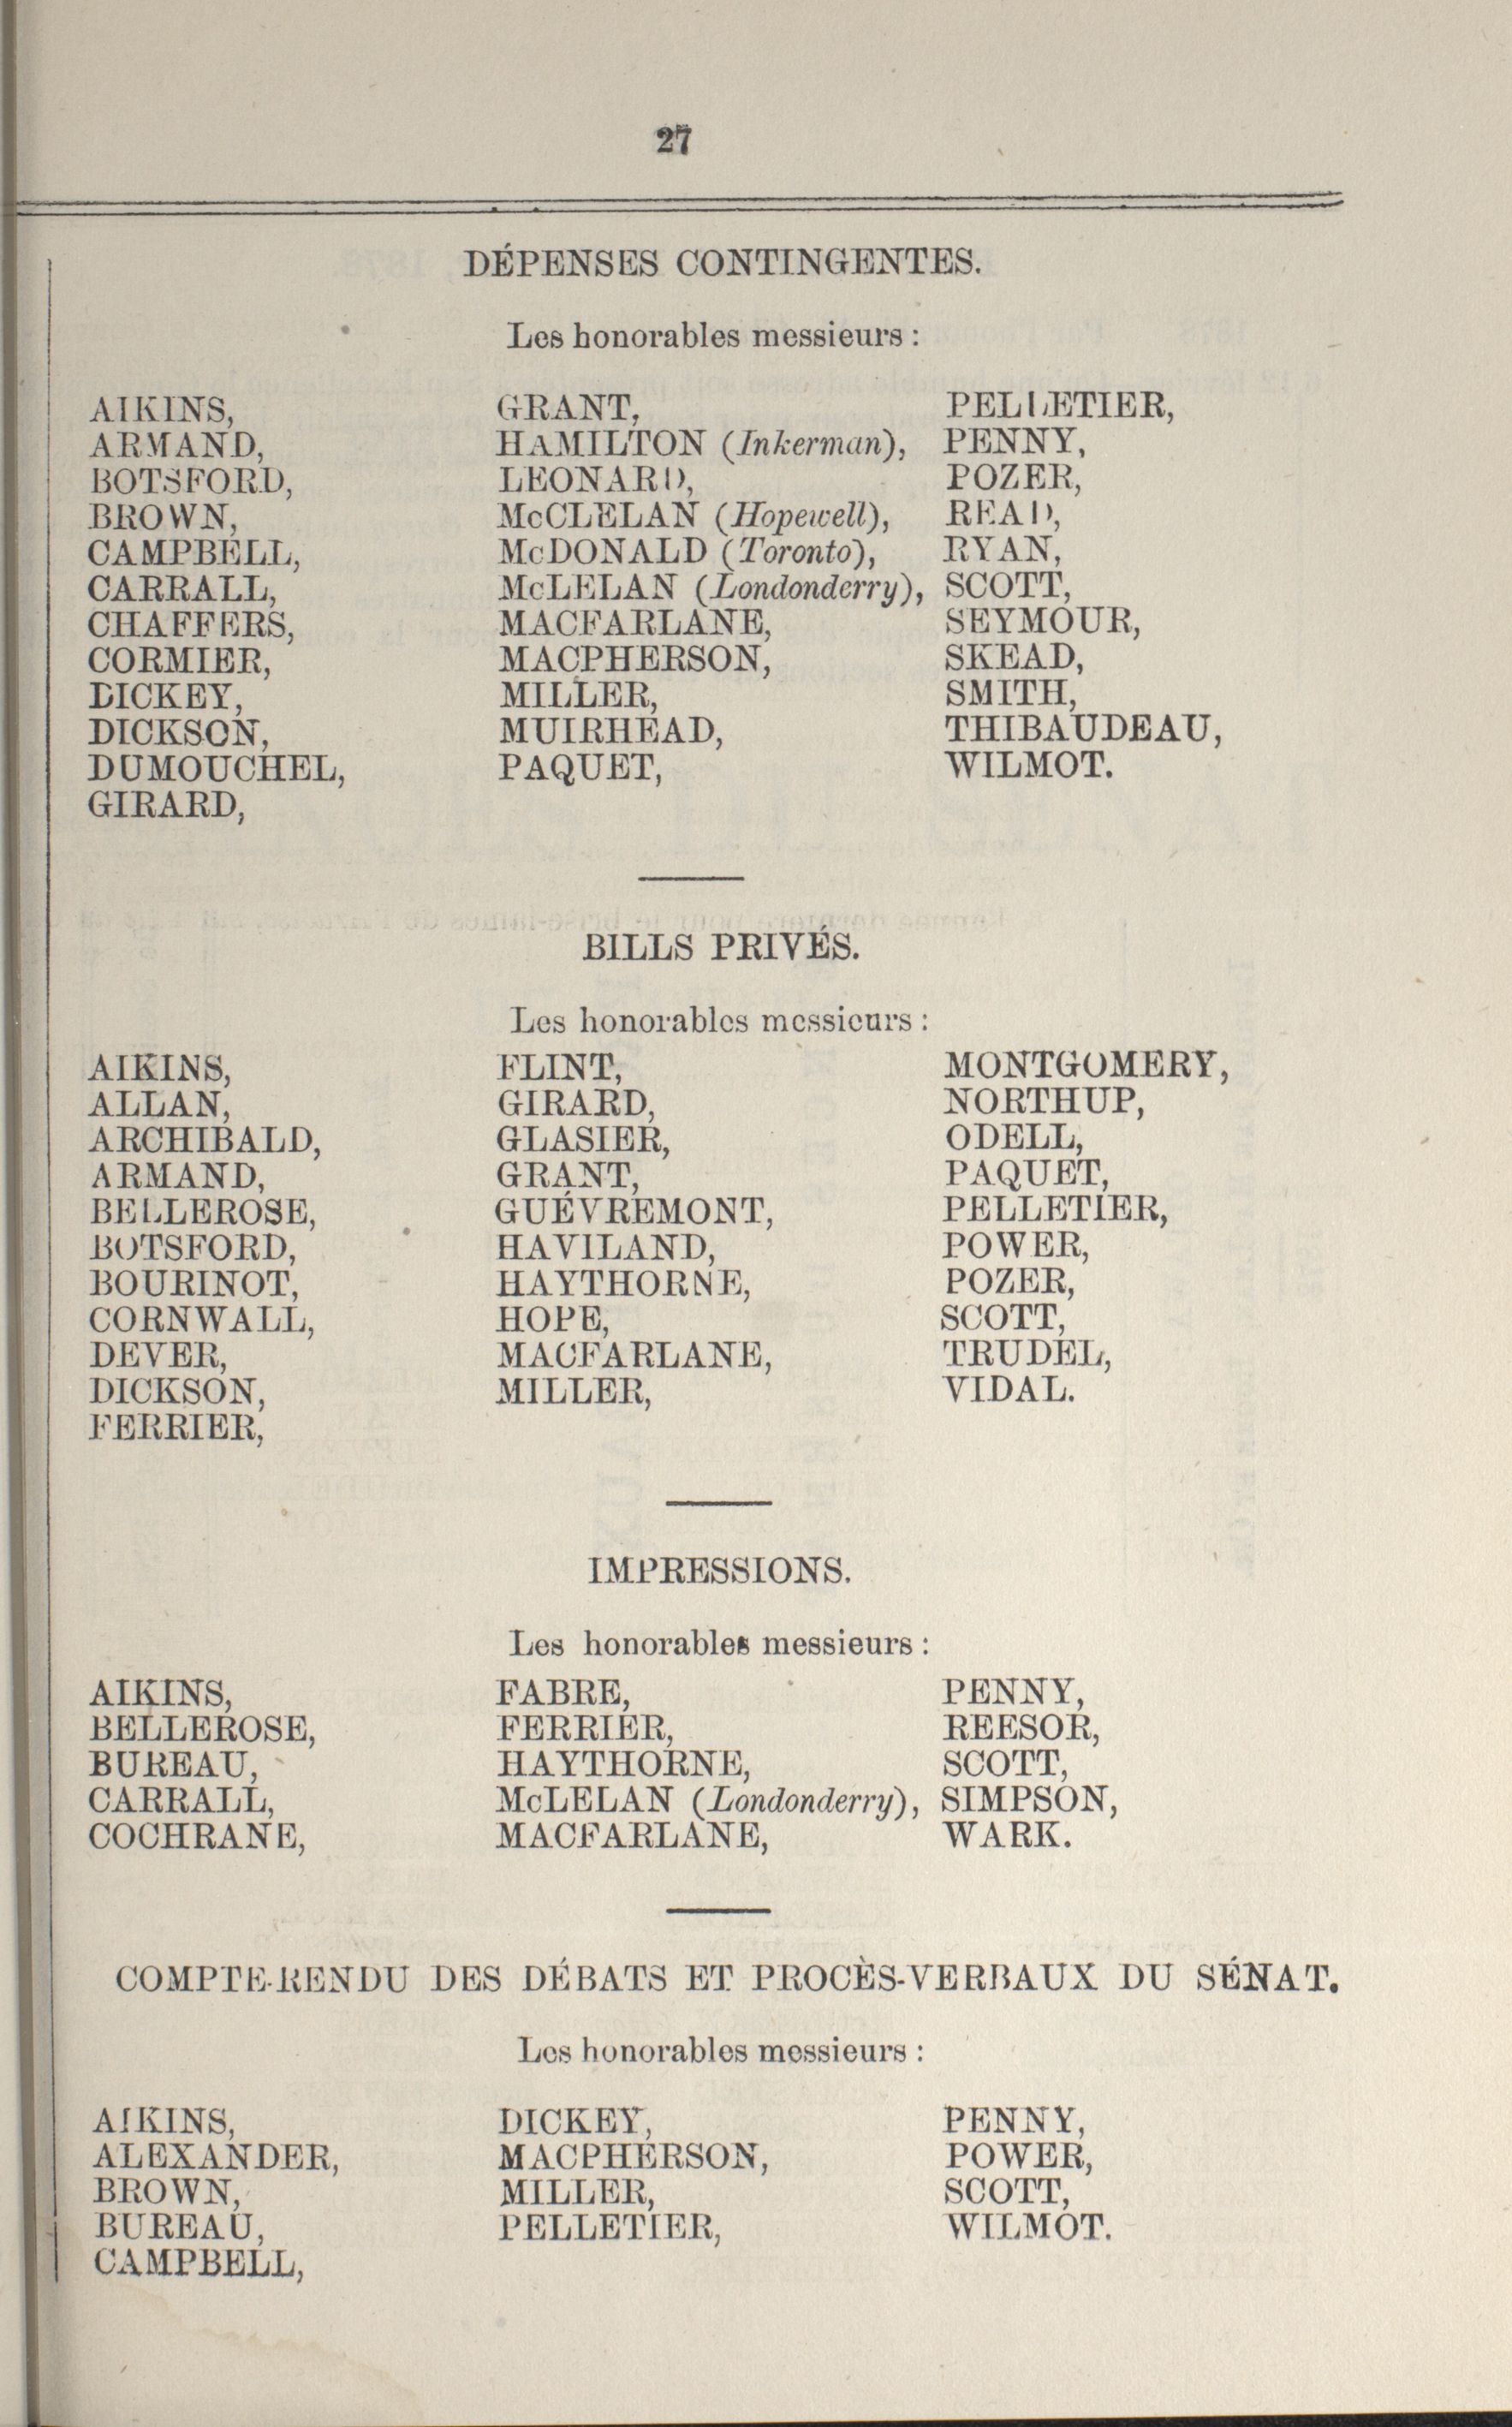 27
DÉPENSES CONTINGENTES.
Les honorables messieurs :
AIKINS,
ARMAND,
BOTSFORD,
BROWN,
CAMPBELL,
CARRALL,
CHAFFERS,
CORMIER,
DICKEY,
DICKSON,
DUMOUCHEL,
GIRARD,
GRANT,
HAMILTON (Inkerman),
LEONARD,
McCLELAN (Hopewell),
McDONALD (Toronto),
McLELAN (Londonderry),
MACFARLANE,
MACPHERSON,
MILLER,
MUIRHEAD,
PAQUET,
PELLETIER,
PENNY,
POZER,
READ,
RYAN,
SCOTT,
SEYMOUR,
SKEAD,
SMITH,
THIBAUDEAU,
WILMOT.
BILLS PRIVÉS.
Les honorables messieurs :
AIKINS,
ALLAN,
ARCHIBALD,
ARMAND,
BELLEROSE,
BOTSFORD,
BOURINOT,
CORNWALL,
DEVER,
DICKSON,
FERRIER,
FLINT,
GIRARD,
GLASIER,
GRANT,
GUÉVREMONT,
HAVILAND,
HAYTHORNE,
HOPE,
MACFARLANE,
MILLER,
MONTGOMERY,
NORTHUP,
ODELL,
PAQUET,
PELLETIER,
POWER,
POZER,
SCOTT,
TRUDEL,
VIDAL.
IMPRESSIONS.
Les honorables messieurs :
AIKINS,
BELLEROSE,
BUREAU,
CARRALL,
COCHRANE,
FABRE,
FERRIER,
HAYTHORNE,
McLELAN (Londonderry),
MACFARLANE,
PENNY,
REESOR,
SCOTT,
SIMPSON,
WARK.
COMPTE-RENDU DES DÉBATS ET PROCÈS-VERBAUX DU SÉNAT.
Les honorables messieurs :
AIKINS,
ALEXANDER,
BROWN,
BUREAU,
CAMPBELL,
DICKEY,
MACPHERSON,
MILLER,
PELLETIER,
PENNY,
POWER,
SCOTT,
WILMOT.